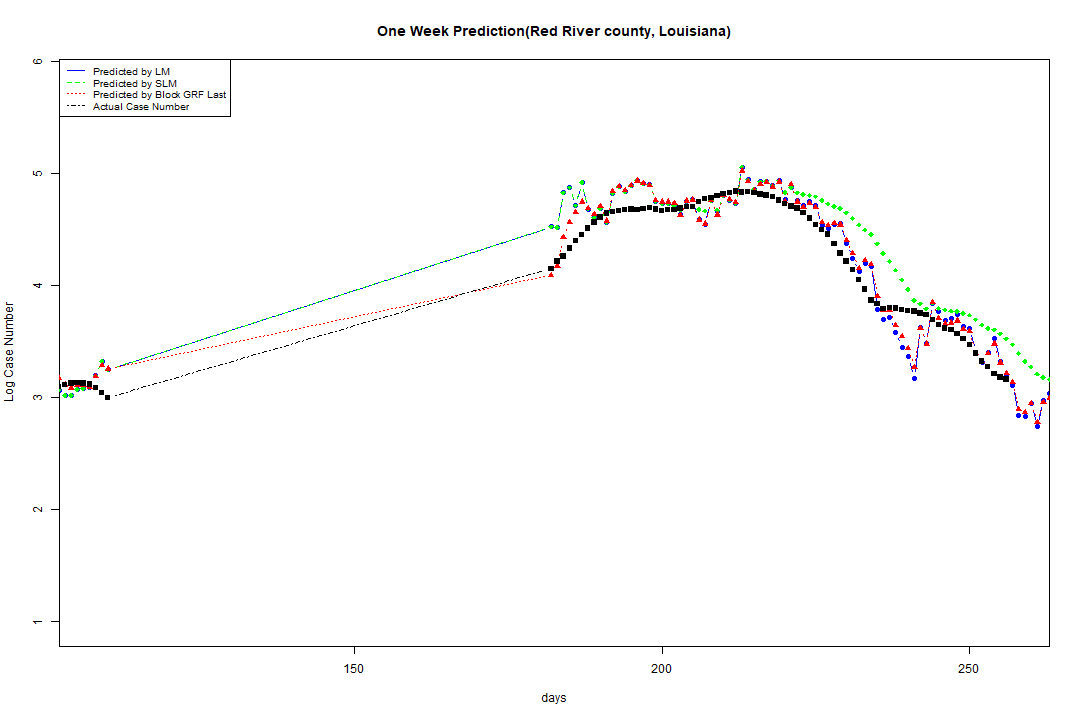 One Week Prediction(Red River county, Louisiana)
Predicted by LM
Predicted by SLM
Predicted by Block GRF Last
Actual Case Number
Log Case Number
6
5
4
3
2
1
150
200
250
days